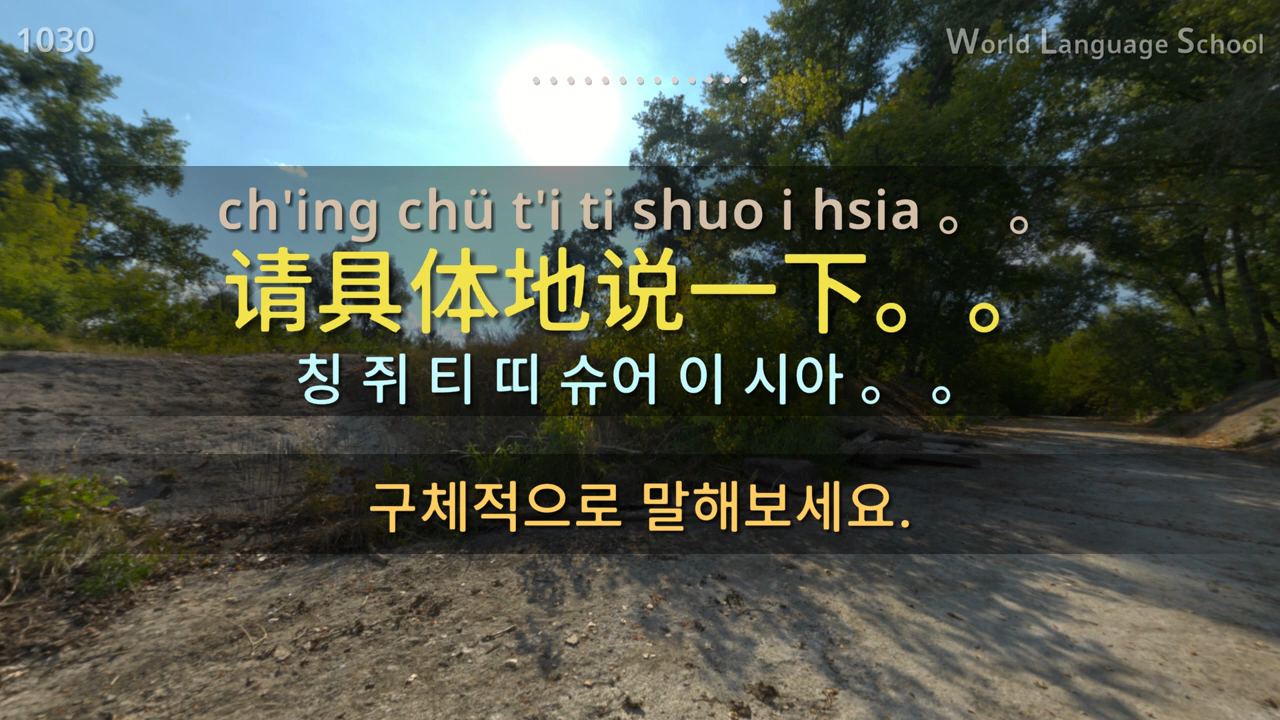 1030
World Language School
ch'ing chü t'i ti shuo i hsia 。 。
请具体地说一下。。
칭 쥐 티 띠 슈어 이 시아 。 。
구체적으로 말해보세요.